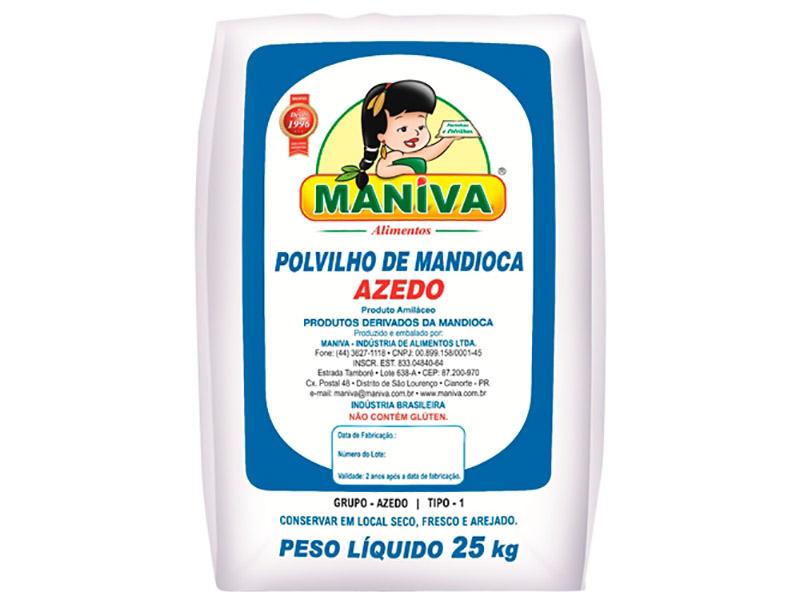 Desde
1996
Farinhas
e Polvilhos
MANIVA
®
Alimentos
POLVILHO DE MANDIOCA
AZEDO
Produto Amiláceo
PRODUTOS DERIVADOS DA MANDIOCA
Produzido e embalado por:
MANIVA - INDÚSTRIA DE ALIMENTOS LTDA.
Fone: (44) 3627-1118 • CNPJ: 00.899.158/0001-45
INSCR. EST. 833.04840-64
Estrada Tamboré • Lote 638-A • CEP: 87.200-970
Cx. Postal 48 • Distrito de São Lourenço • Cianorte - PR
e-mail: maniva@maniva.com.br • www.maniva.com.br
INDÚSTRIA BRASILEIRA
NÃO CONTÉM GLÚTEN.
Data de Fabricação.:
Número do Lote:
Validade: 2 anos após a data de fabricação.
GRUPO - AZEDO | TIPO - 1
CONSERVAR EM LOCAL SECO, FRESCO E AREJADO.
PESO LÍQUIDO 25 kg